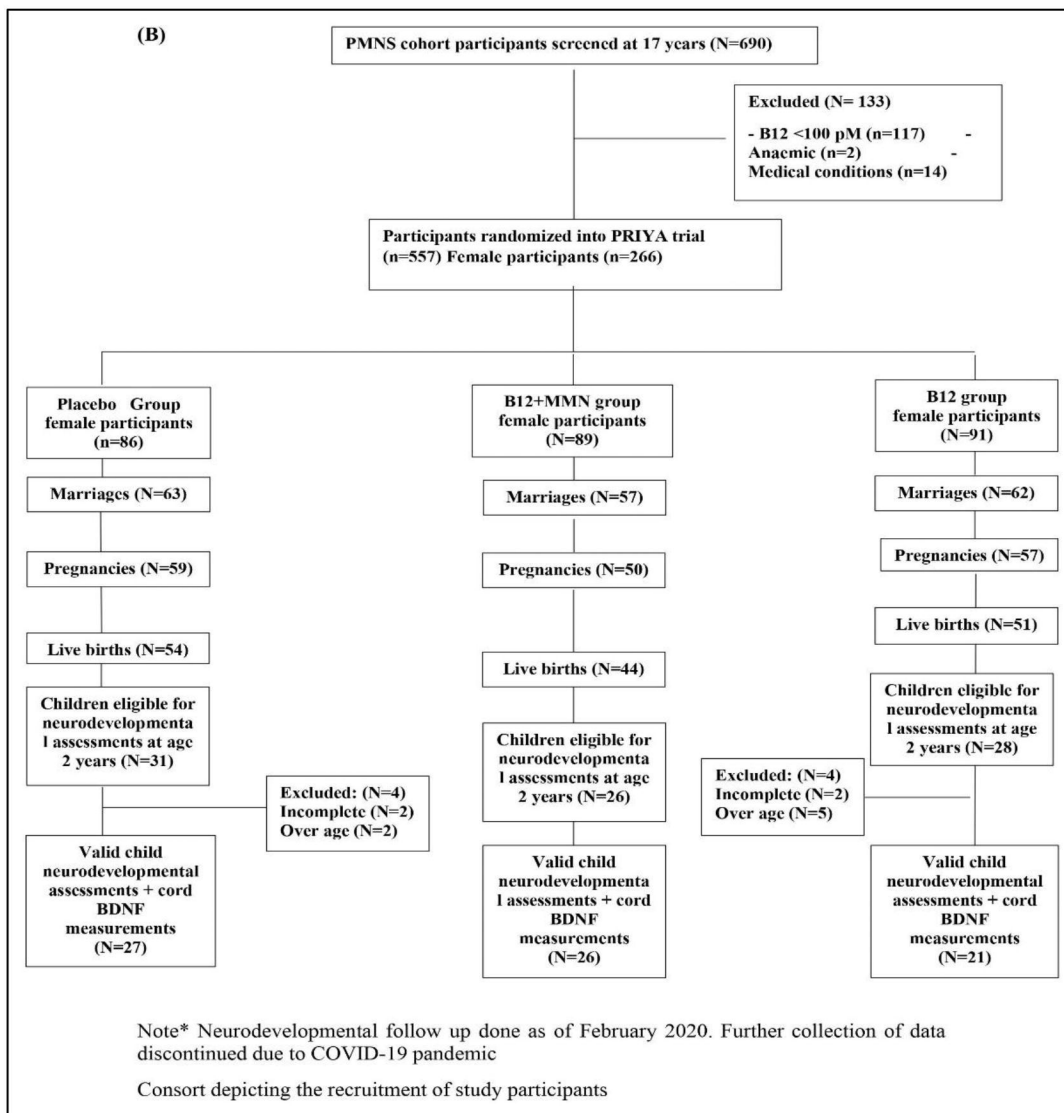 (B)
PMNS cohort participants screened at 17 years (N=690)
Excluded (N= 133)
- B12 <100 pM (n=117) -
Anaemic (n=2) -
Medical conditions (n=14)
Participants randomized into PRIYA trial
(n=557) Female participants (n=266)
Placebo Group
female participants
(n=86)
Marriages (N=63)
Pregnancies (N=59)
Live births (N=54)
Children eligible for
neurodevelopmenta
l assessments at age
2 years (N=31)
Excluded: (N=4)
Incomplete (N=2)
Over age (N=2)
Valid child
neurodevelopmental
assessments + cord
BDNF
measurements
(N=27)
B12+MMN group
female participants
(N=89)
Marriages (N=57)
Pregnancies (N=50)
Live births (N=44)
Children eligible for
neurodevelopmenta
l assessments at age
2 years (N=26)
Valid child
neurodevelopmenta
l assessments + cord
BDNF
measurements
(N=26)
B12 group
female participants
(N=91)
Marriages (N=62)
Pregnancies (N=57)
Live births (N=51)
Children eligible for
neurodevelopmenta
l assessments at age
2 years (N=28)
Excluded: (N=4)
Incomplete (N=2)
Over age (N=5)
Valid child
neurodevelopmental
assessments + cord
BDNF
measurements
(N=21)
Note* Neurodevelopmental follow up done as of February 2020. Further collection of data
discontinued due to COVID-19 pandemic
Consort depicting the recruitment of study participants